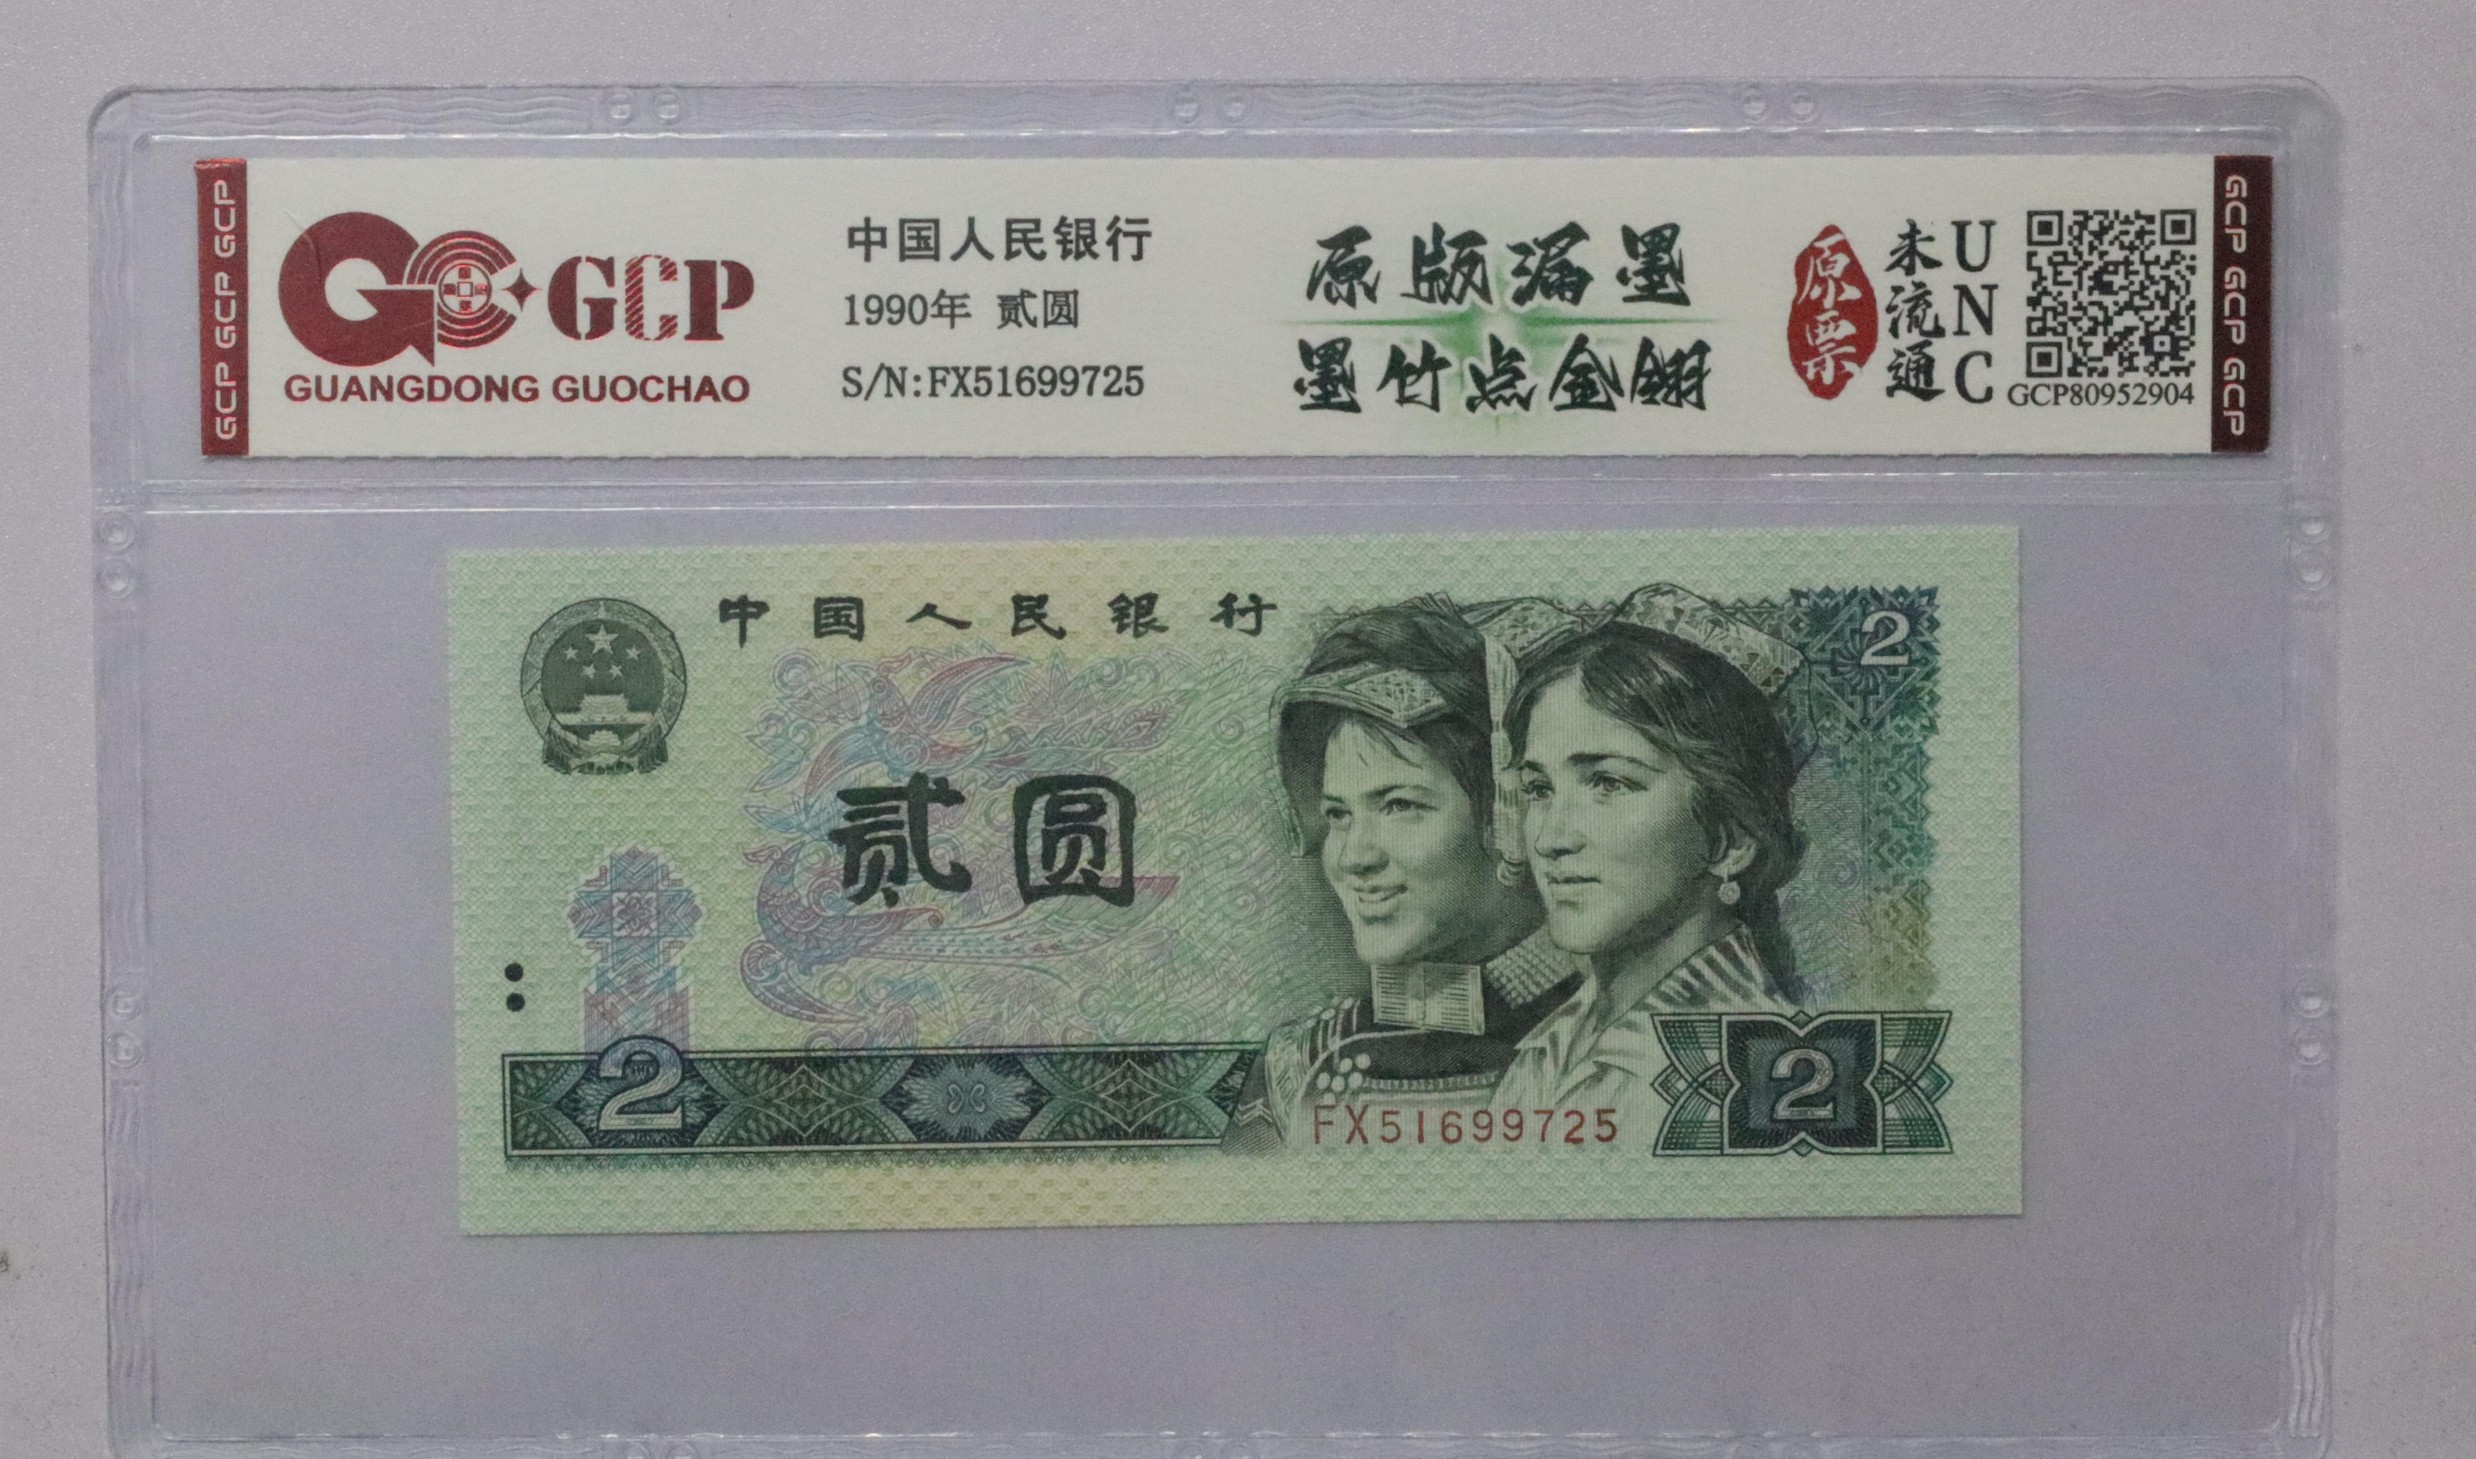 GCP GCP GCP
GCP
GUANGDONG GUOCHAO
中国人民银行
1990年 贰圆
S/N:FX51699725
原版漏墨
墨竹点金翎
原票
未流通
UNC
GCP80952904
GCP GCP GCP
中国人民银行
2
贰圆
2
FX51699725
2